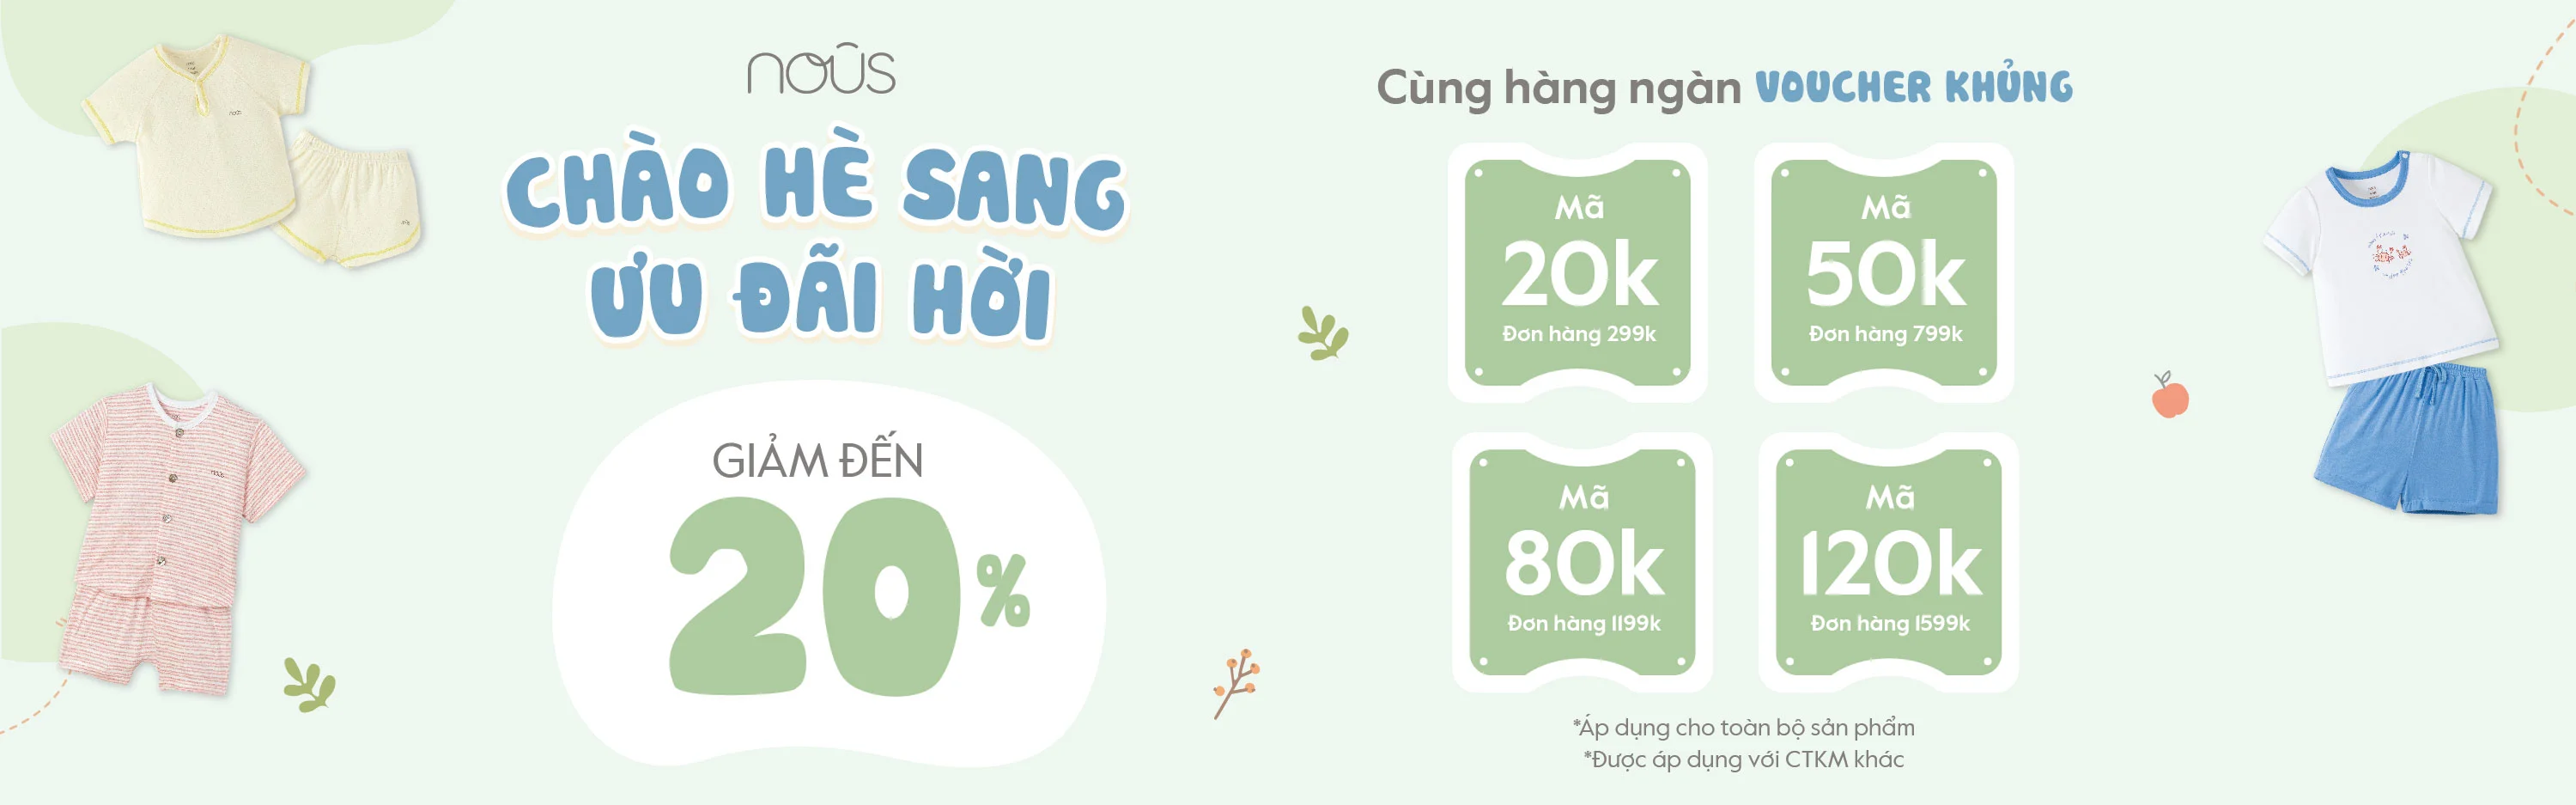 noûs
CHÀO HÈ SANG
ƯU ĐÃI HỜI
GIẢM ĐẾN
20%
Cùng hàng ngàn VOUCHER KHỦNG
Mã
20k
Đơn hàng 299k
Mã
50k
Đơn hàng 799k
Mã
80k
Đơn hàng 1199k
Mã
120k
Đơn hàng 1599k
*Áp dụng cho toàn bộ sản phẩm
*Được áp dụng với CTKM khác
noûs
noûs